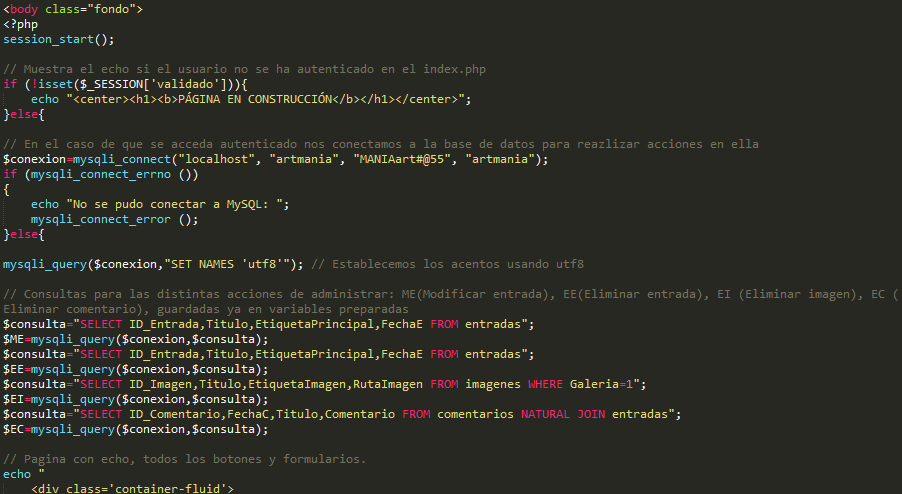 <body class="fondo">
<?php
session_start();
// Muestra el echo si el usuario no se ha autenticado en el index.php
if (!isset($_SESSION['validado'])){
echo "<center><h1><b>PÁGINA EN CONSTRUCCIÓN</b></h1></center>";
}else{
// En el caso de que se acceda autenticado nos conectamos a la base de datos para reazlizar acciones en ella
$conexion=mysqli_connect("localhost", "artmania", "MANIAart#@55", "artmania");
if (mysqli_connect_errno ())
{
echo "No se pudo conectar a MySQL: ";
mysqli_connect_error ();
}else{
mysqli_query($conexion,"SET NAMES 'utf8'"); // Establecemos los acentos usando utf8
// Consultas para las distintas acciones de administrar: ME(Modificar entrada), EE(Eliminar entrada), EI (Eliminar imagen), EC (
Eliminar comentario), guardadas ya en variables preparadas
$consulta="SELECT ID_Entrada,Titulo,EtiquetaPrincipal,FechaE FROM entradas";
$ME=mysqli_query($conexion,$consulta);
$consulta="SELECT ID_Entrada,Titulo,EtiquetaPrincipal,FechaE FROM entradas";
$EE=mysqli_query($conexion,$consulta);
$consulta="SELECT ID_Imagen,Titulo,EtiquetaImagen,RutaImagen FROM imagenes WHERE Galeria=1";
$EI=mysqli_query($conexion,$consulta);
$consulta="SELECT ID_Comentario,FechaC,Titulo,Comentario FROM comentarios NATURAL JOIN entradas";
$EC=mysqli_query($conexion,$consulta);
// Pagina con echo, todos los botones y formularios.
echo "
<div class='container-fluid'>